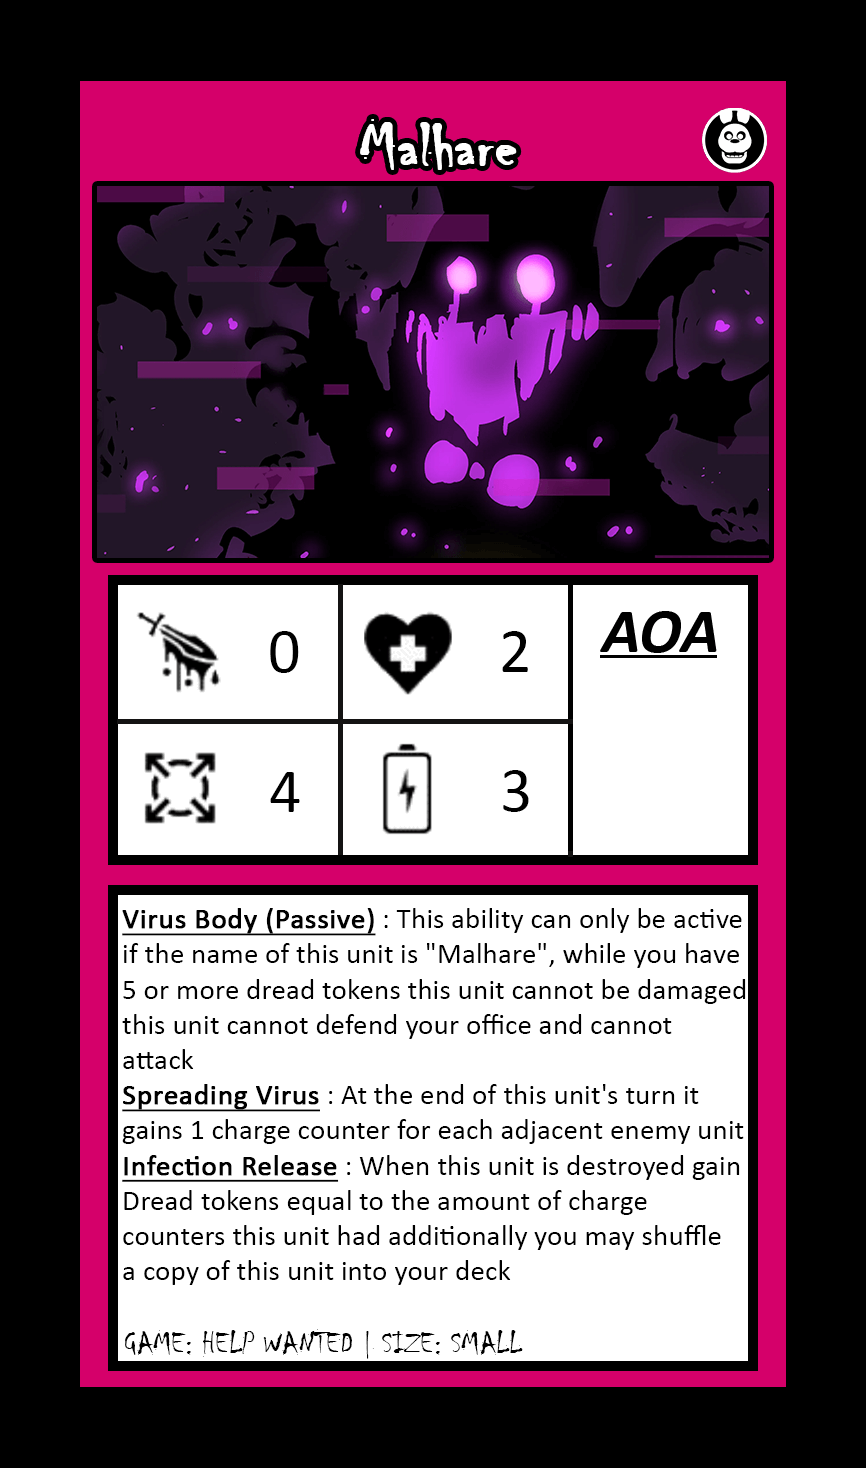 Malhare
0
2
AOA
4
3
Virus Body (Passive) : This ability can only be active
if the name of this unit is "Malhare", while you have
5 or more dread tokens this unit cannot be damaged
this unit cannot defend your office and cannot
attack
Spreading Virus : At the end of this unit's turn it
gains 1 charge counter for each adjacent enemy unit
Infection Release : When this unit is destroyed gain
Dread tokens equal to the amount of charge
counters this unit had additionally you may shuffle
a copy of this unit into your deck
GAME: HELP WANTED | SIZE: SMALL